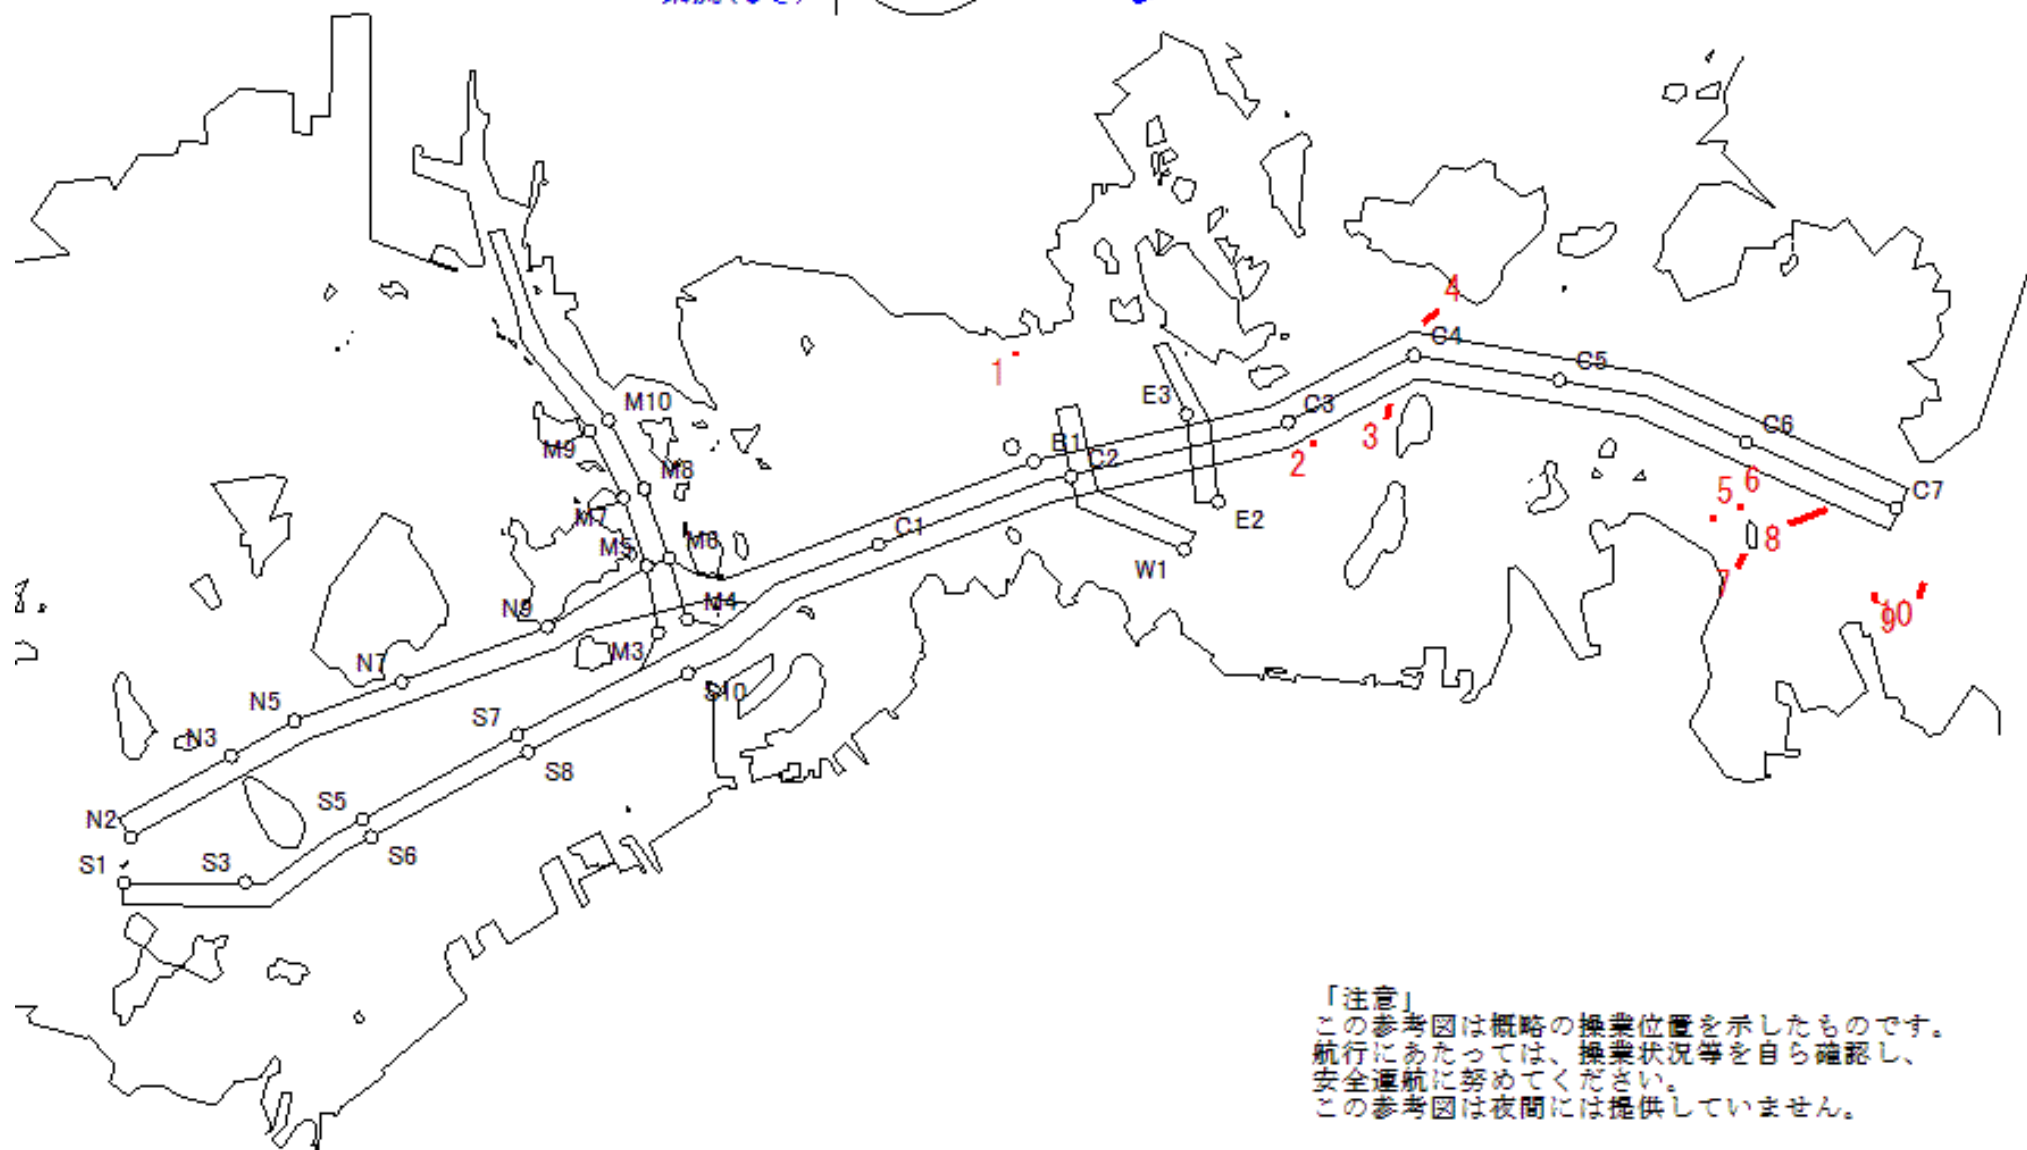 4
C4
C5
1
M10
E3
C3
C6
M9
B1
3
C2
2
M8
5
6
C7
M7
E2
C1
8
M5
M6
W1
7
N9
M4
9
10
M3
N7
S10
N5
S7
N3
S8
S5
N2
S6
S1
S3
「注意」
この参考図は概略の操業位置を示したものです。
航行にあたっては、操業状況等を自ら確認し、
安全運航に努めてください。
この参考図は夜間には提供していません。